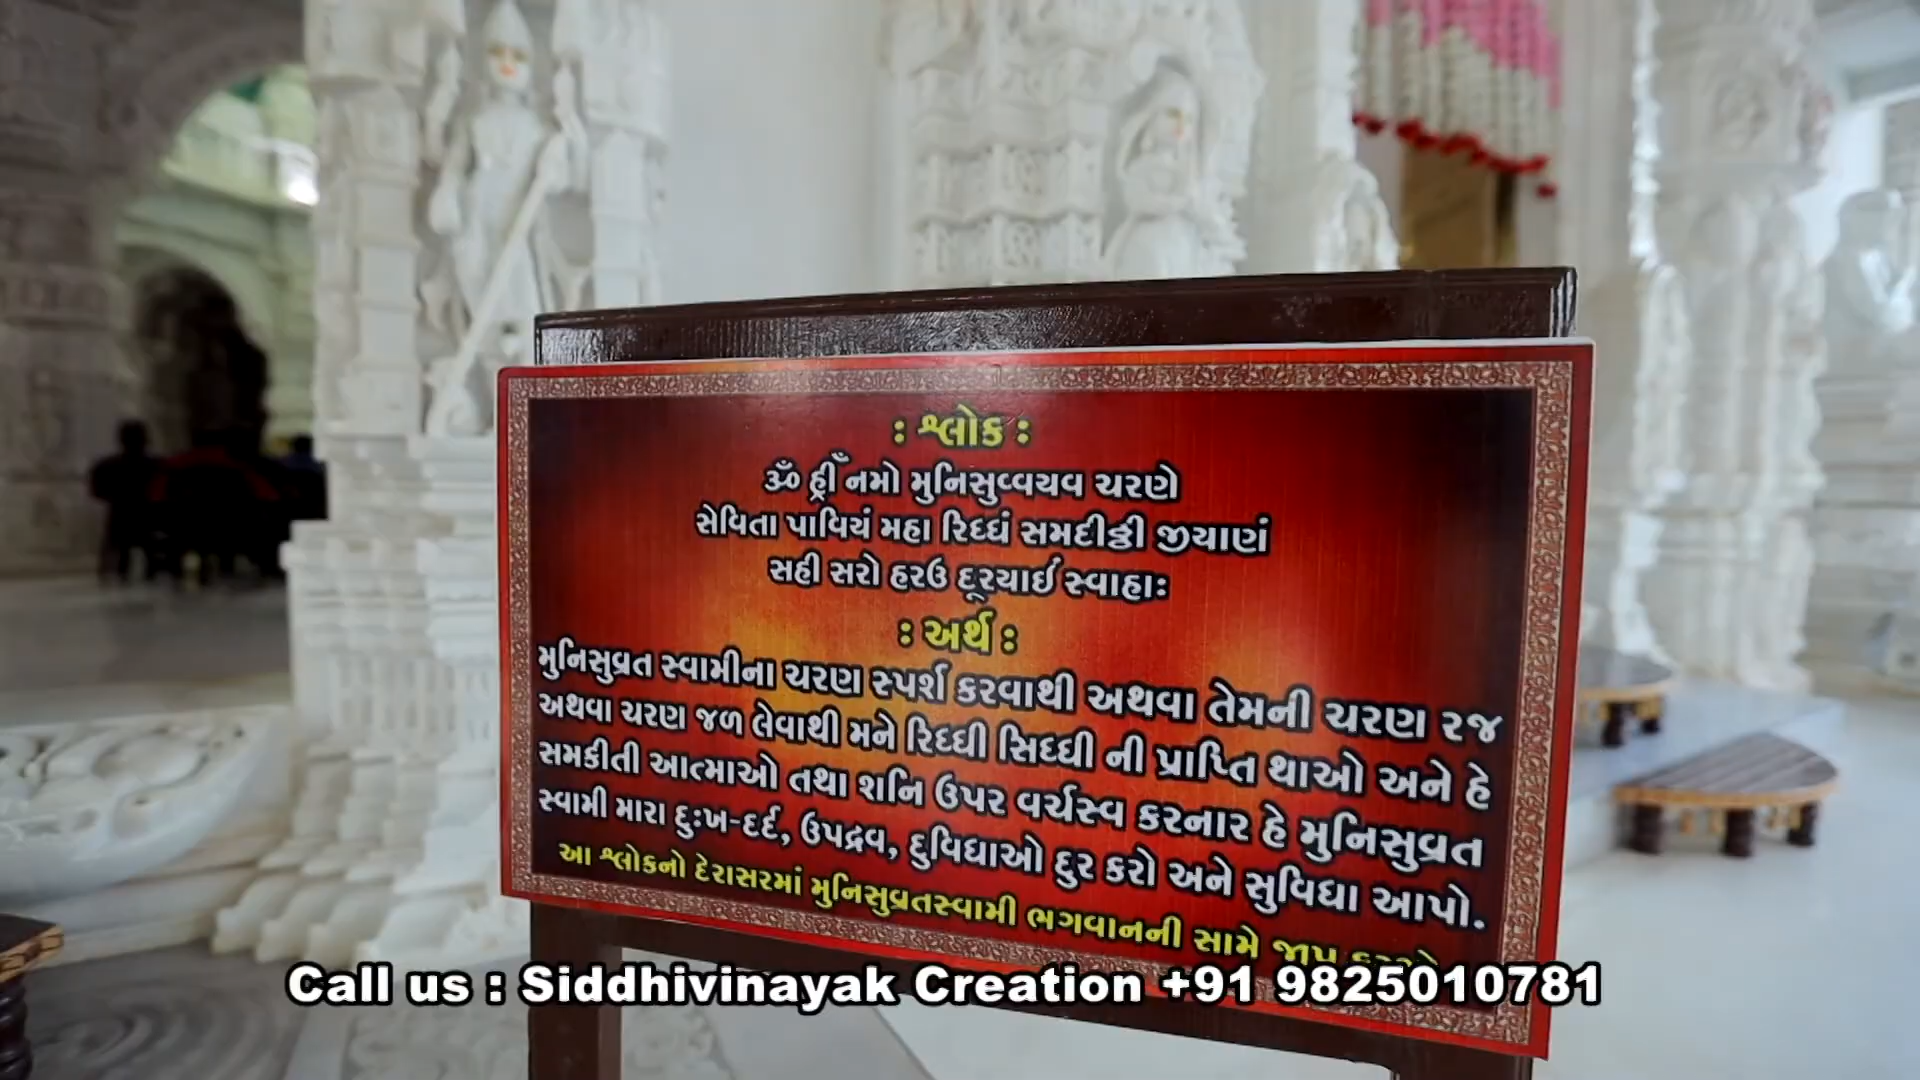 : શ્લોક :
ૐ હ્રીઁ નમો મુનિસુવ્વયવ ચરણે
સેવિતા પાવિયં મહા રિધ્ધં સમદીઠ્ઠી જીયાણં
સહી સરો હરઉ દૂરયાઈ સ્વાહાઃ
: અર્થ :
મુનિસુવ્રત સ્વામીના ચરણ સ્પર્શ કરવાથી અથવા તેમની ચરણ રજ
અથવા ચરણ જળ લેવાથી મને રિધ્ધી સિધ્ધી ની પ્રાપ્તિ થાઓ અને હે
સમકીતી આત્માઓ તથા શનિ ઉપર વર્ચસ્વ કરનાર હે મુનિસુવ્રત
સ્વામી મારા દુઃખ-દર્દ, ઉપદ્રવ, દુવિધાઓ દુર કરો અને સુવિધા આપો.
આ શ્લોકનો દેરાસરમાં મુનિસુવ્રતસ્વામી ભગવાનની સામે જાપ
Call us : Siddhivinayak Creation +91 9825010781